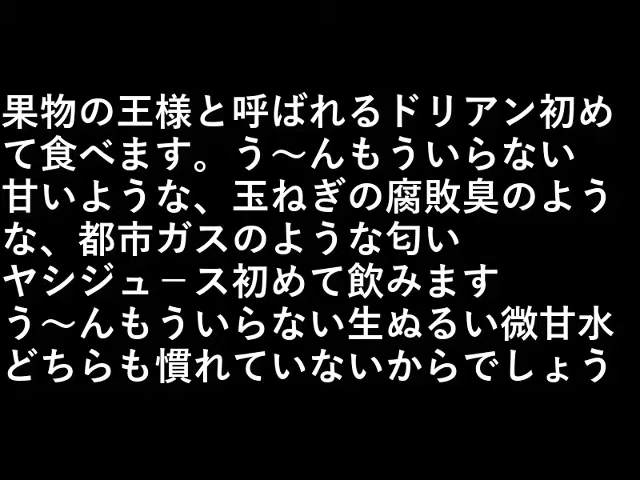 果物の王様と呼ばれるドリアン初め
て食べます。う～んもういらない
甘いような、玉ねぎの腐敗臭のよう
な、都市ガスのような匂い
ヤシジュ－ス初めて飲みます
う～んもういらない生ぬるい微甘水
どちらも慣れていないからでしょう